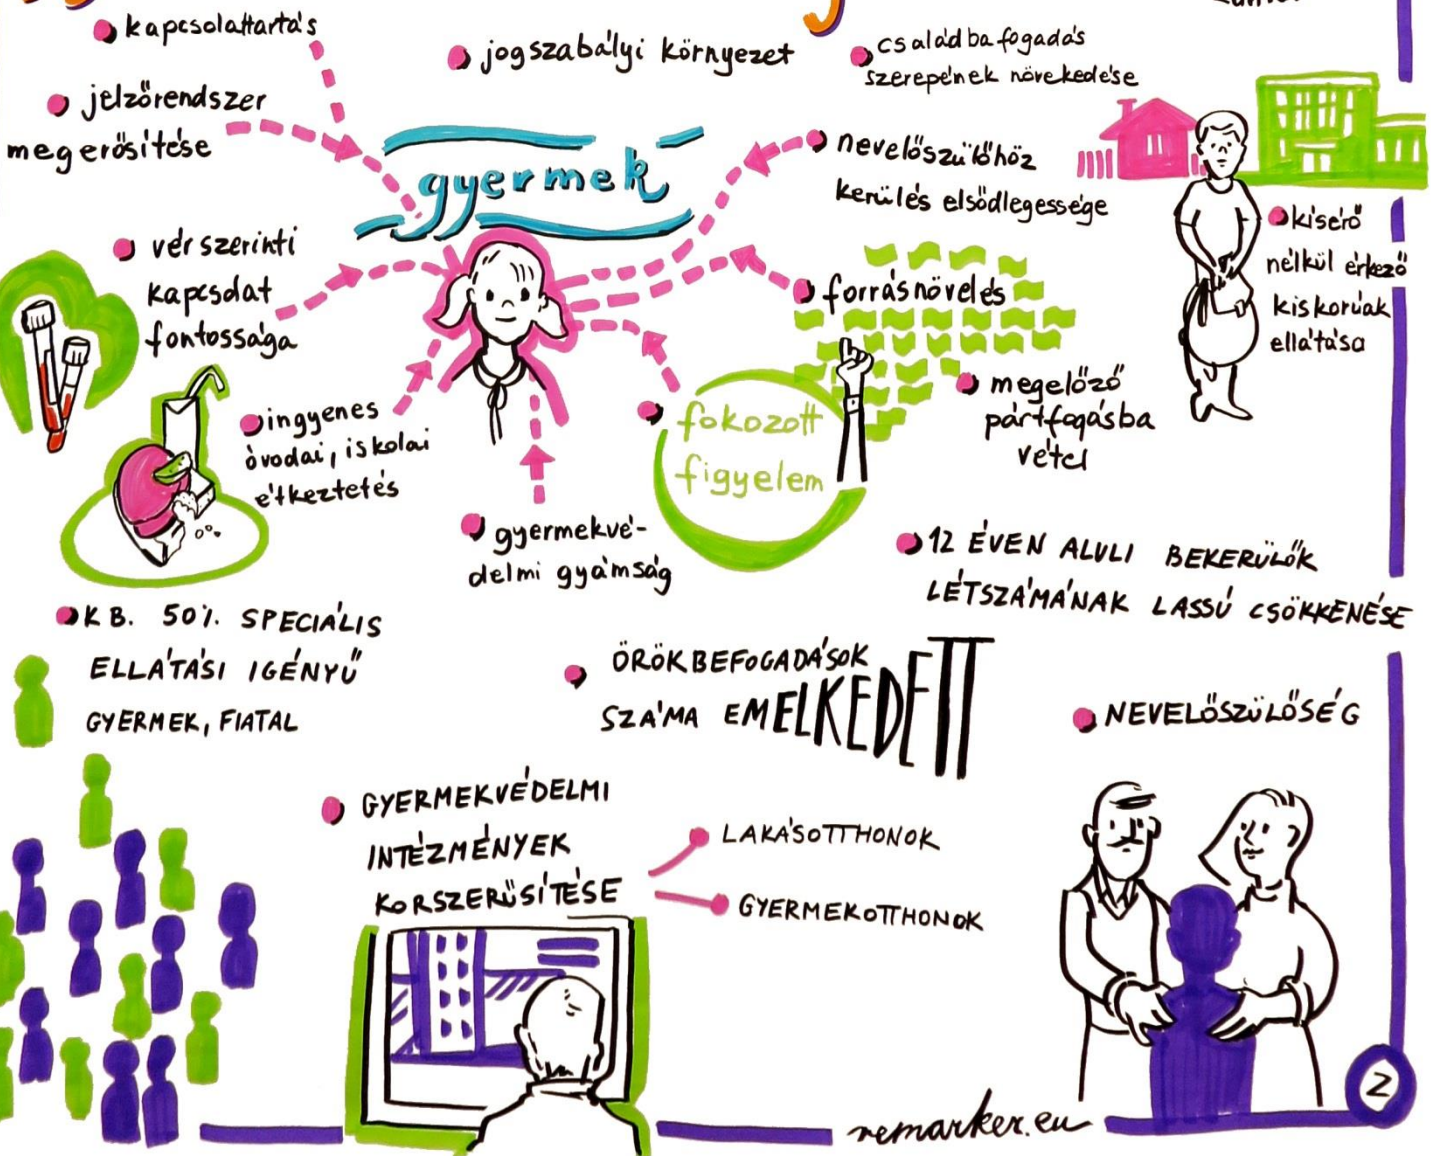 kapcsolattartás
jelzőrendszer
megerősítése
jogszabályi környezet
családbafogadás
szerepének növekedése
gyermek
nevelőszülőhöz
kerülés elsődlegessége
kisérő
nélkül érkező
kiskorúak
ellátása
vér szerinti
kapcsolat
fontossága
forrásnövelés
ingyenes
óvodai, iskolai
étkeztetés
fokozott
figyelem
megelőző
pártfogásba
vétel
gyermekvé-
delmi gyámság
12 ÉVEN ALULI BEKERÜLŐK
LÉTSZÁMÁNAK LASSÚ CSÖKKENÉSE
KB. 50% SPECIÁLIS
ELLÁTÁSI IGÉNYŰ
GYERMEK, FIATAL
ÖRÖKBEFOGADÁSOK
SZÁMA EMELKEDETT
NEVELŐSZÜLŐSÉG
GYERMEKVÉDELMI
INTÉZMÉNYEK
KORSZERŰSÍTÉSE
LAKÁSOTTHONOK
GYERMEKOTTHONOK
remarker.eu
2